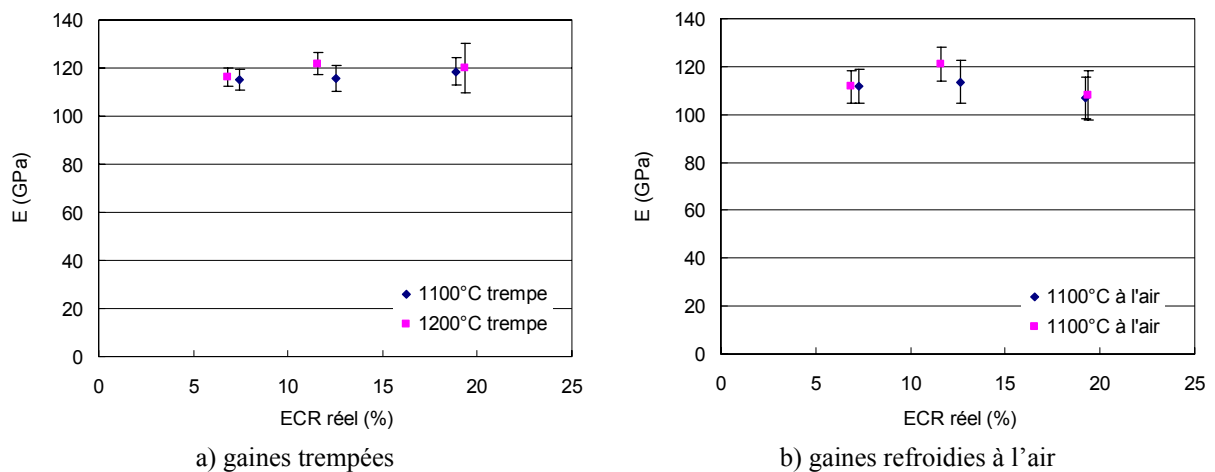 140
120
100
80
60
40
20
0
E (GPa)
1100°C trempe
1200°C trempe
0 5 10 15 20 25
ECR réel (%)
a) gaines trempées
140
120
100
80
60
40
20
0
E (GPa)
1100°C à l'air
1100°C à l'air
0 5 10 15 20 25
ECR réel (%)
b) gaines refroidies à l’air